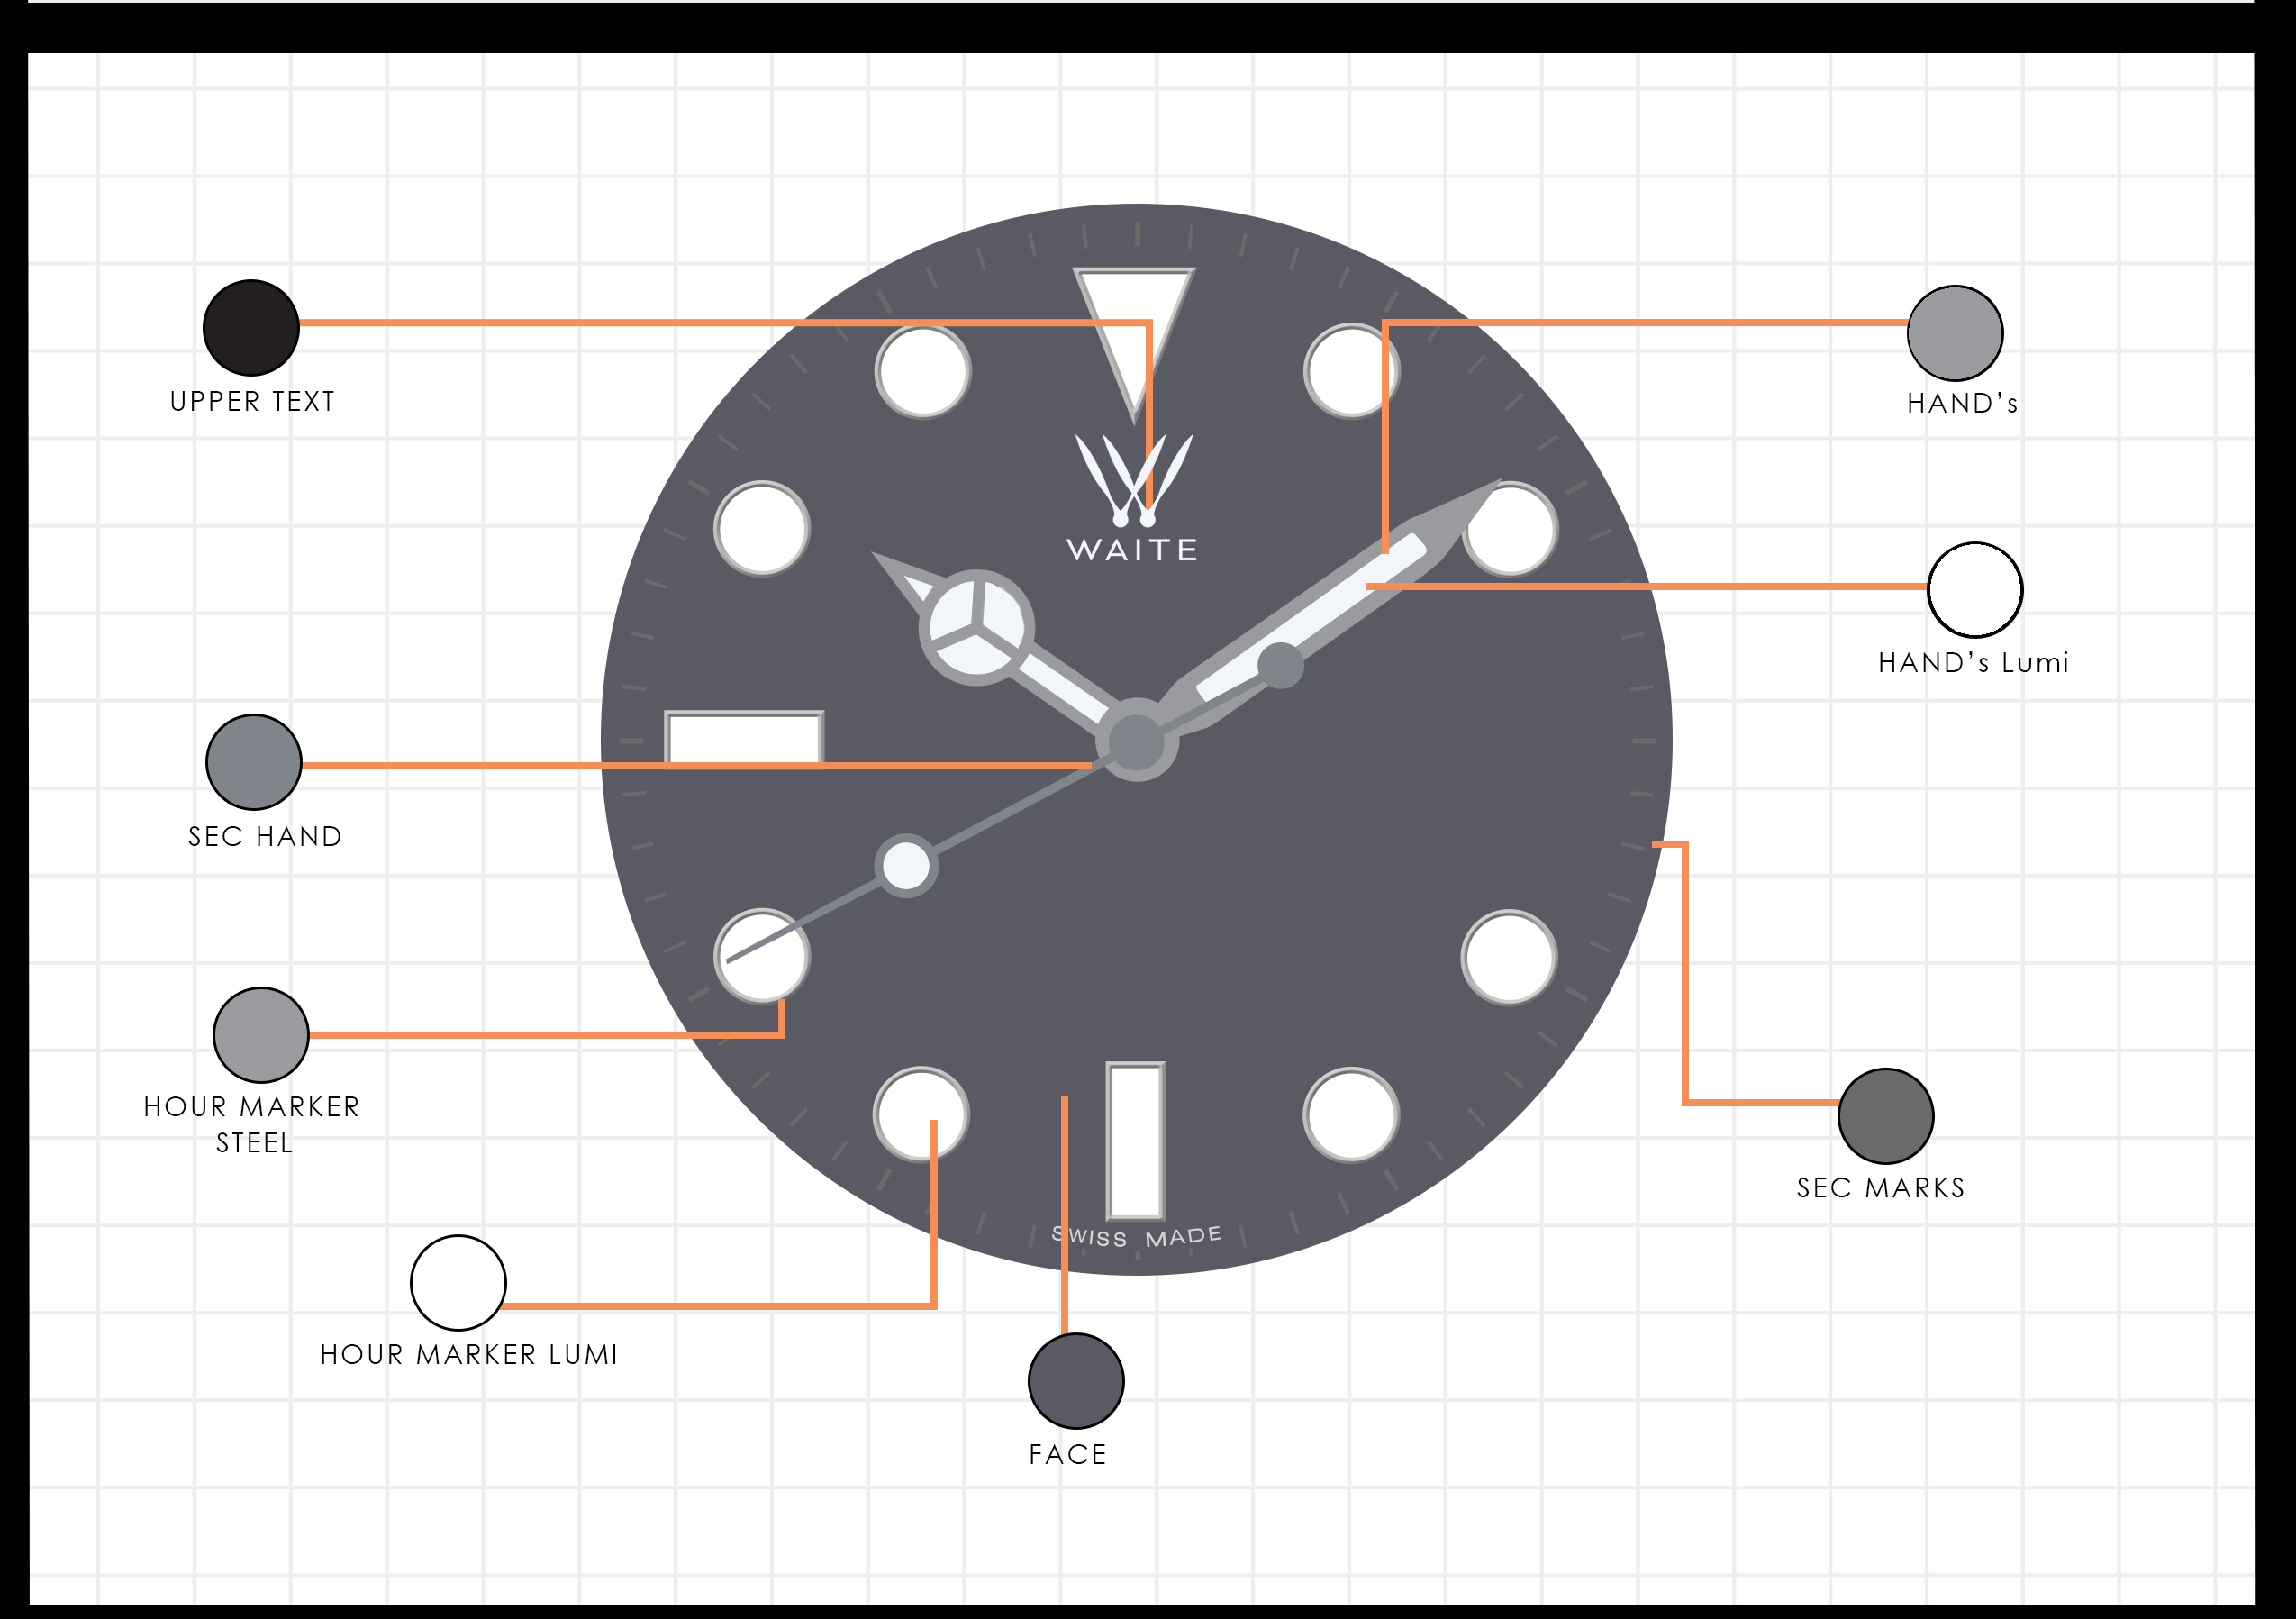 UPPER TEXT
HAND's
WAITE
HAND's Lumi
SEC HAND
HOUR MARKER
STEEL
SEC MARKS
SWISS MADE
HOUR MARKER LUMI
FACE